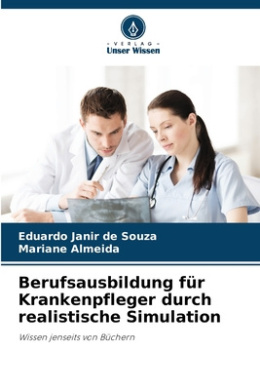 VERLAG
Unser Wissen
Eduardo Janir de Souza
Mariane Almeida
Berufsausbildung für
Krankenpfleger durch
realistische Simulation
Wissen jenseits von Büchern